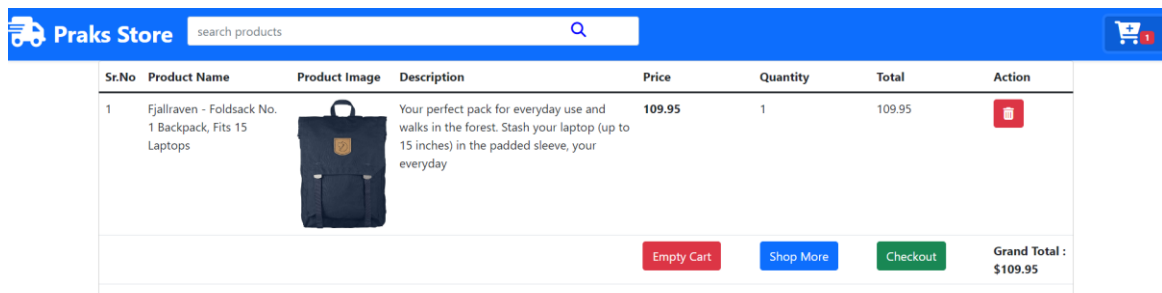 Praks Store search products 1
Sr.No Product Name Product Image Description Price Quantity Total Action
1 Fjallraven - Foldsack No. Your perfect pack for everyday use and 109.95 1 109.95
1 Backpack, Fits 15 walks in the forest. Stash your laptop (up to
Laptops 15 inches) in the padded sleeve, your
everyday
Empty Cart Shop More Checkout Grand Total :
$109.95